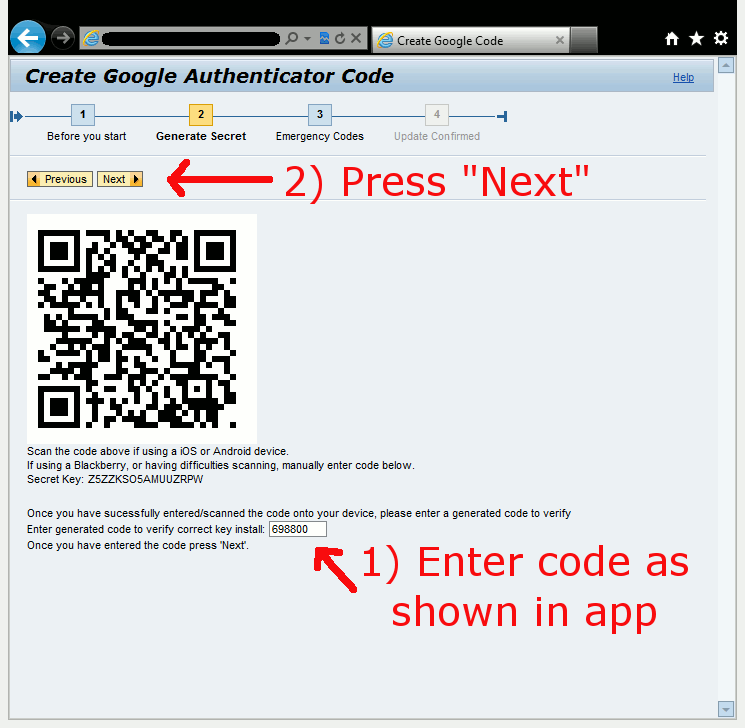 Create Google Code
Create Google Authenticator Code
Help
1 2 3 4
Before you start Generate Secret Emergency Codes Update Confirmed
Previous Next
2) Press "Next"
Scan the code above if using a iOS or Android device.
If using a Blackberry, or having difficulties scanning, manually enter code below.
Secret Key: Z5ZZKSO5AMUUZRPW
Once you have sucessfully entered/scanned the code onto your device, please enter a generated code to verify
Enter generated code to verify correct key install: 698800
Once you have entered the code press 'Next'.
1) Enter code as
shown in app